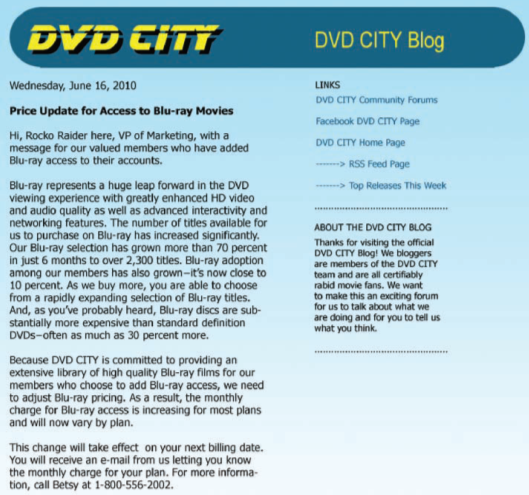 DVD CITY
DVD CITY Blog
Wednesday, June 16, 2010
Price Update for Access to Blu-ray Movies
Hi, Rocko Raider here, VP of Marketing, with a
message for our valued members who have added
Blu-ray access to their accounts.
Blu-ray represents a huge leap forward in the DVD
viewing experience with greatly enhanced HD video
and audio quality as well as advanced interactivity and
networking features. The number of titles available for
us to purchase on Blu-ray has increased significantly.
Our Blu-ray selection has grown more than 70 percent
in just 6 months to over 2,300 titles. Blu-ray adoption
among our members has also grown—it's now close to
10 percent. As we buy more, you are able to choose
from a rapidly expanding selection of Blu-ray titles.
And, as you've probably heard, Blu-ray discs are sub-
stantially more expensive than standard definition
DVDs—often as much as 30 percent more.
Because DVD CITY is committed to providing an
extensive library of high quality Blu-ray films for our
members who choose to add Blu-ray access, we need
to adjust Blu-ray pricing. As a result, the monthly
charge for Blu-ray access is increasing for most plans
and will now vary by plan.
This change will take effect on your next billing date.
You will receive an e-mail from us letting you know
the monthly charge for your plan. For more informa-
tion, call Betsy at 1-800-556-2002.
LINKS
DVD CITY Community Forums
Facebook DVD CITY Page
DVD CITY Home Page
-------> RSS Feed Page
-------> Top Releases This Week
ABOUT THE DVD CITY BLOG
Thanks for visiting the official
DVD CITY Blog! We bloggers
are members of the DVD CITY
team and are all certifiably
rabid movie fans. We want
to make this an exciting forum
for us to talk about what we
are doing and for you to tell us
what you think.